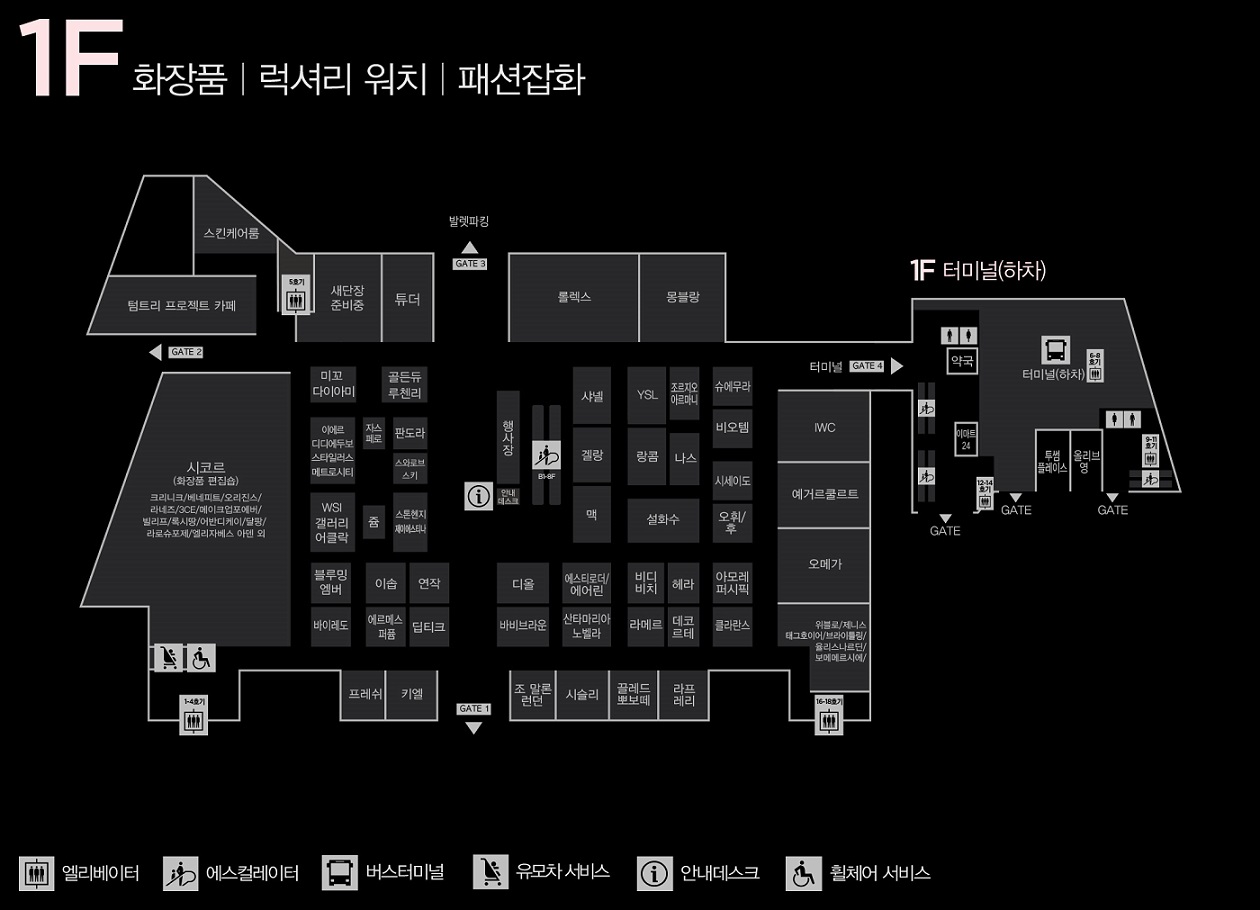 1F 화장품 | 럭셔리 워치 | 패션잡화
발렛파킹
GATE 3
스킨케어룸
5호기
텀트리 프로젝트 카페
새단장
준비중
튜더
롤렉스
몽블랑
1F 터미널(하차)
GATE 2
터미널 GATE 4
약국
6-8
호기
터미널(하차)
미꼬
다이아미
골든듀
루첸리
행사장
샤넬
YSL
조르지오
아르마니
슈에무라
IWC
이에르
디디에두보
스타일러스
메트로시티
자스
페로
판도라
비오템
이마트
24
투썸
플레이스
올리브
영
9-11
호기
시코르
(화장품 편집숍)
크리니크/베네피트/오리진스/
라네즈/3CE/메이크업포에버/
빌리프/록시땅/어반디케이/달팡/
라로슈포제/엘리자베스 아덴 외
스와로브
스키
B1-8F
겔랑
랑콤
나스
시세이도
예거르쿨르트
12-14
호기
안내
데스크
WSI
갤러리
어클락
쥼
스톤헨지
제이에스티나
맥
설화수
오휘/
후
GATE
GATE
GATE
오메가
블루밍
엠버
이솝
연작
디올
에스티로더/
에어린
비디
비치
헤라
아모레
퍼시픽
바이레도
에르메스
퍼퓸
딥티크
바비브라운
산타마리아
노벨라
라메르
데코
르테
클라란스
위블로/제니스
태그호이어/브라이틀링/
율리스나르딘/
보메메르시에/
프레쉬
키엘
GATE 1
조 말론
런던
시슬리
끌레드
뽀보떼
라프
레리
1-4호기
16-18호기
엘리베이터
에스컬레이터
버스터미널
유모차 서비스
안내데스크
휠체어 서비스